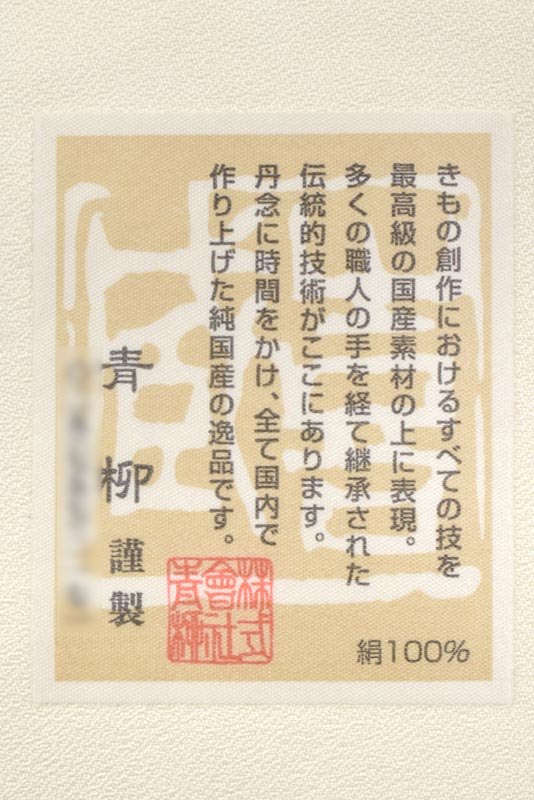 きもの創作におけるすべての技を
最高級の国産素材の上に表現。
多くの職人の手を経て継承された
伝統的技術がここにあります。
丹念に時間をかけ、全て国内で
作り上げた純国産の逸品です。
青柳謹製
株式
會社
青柳
絹100%